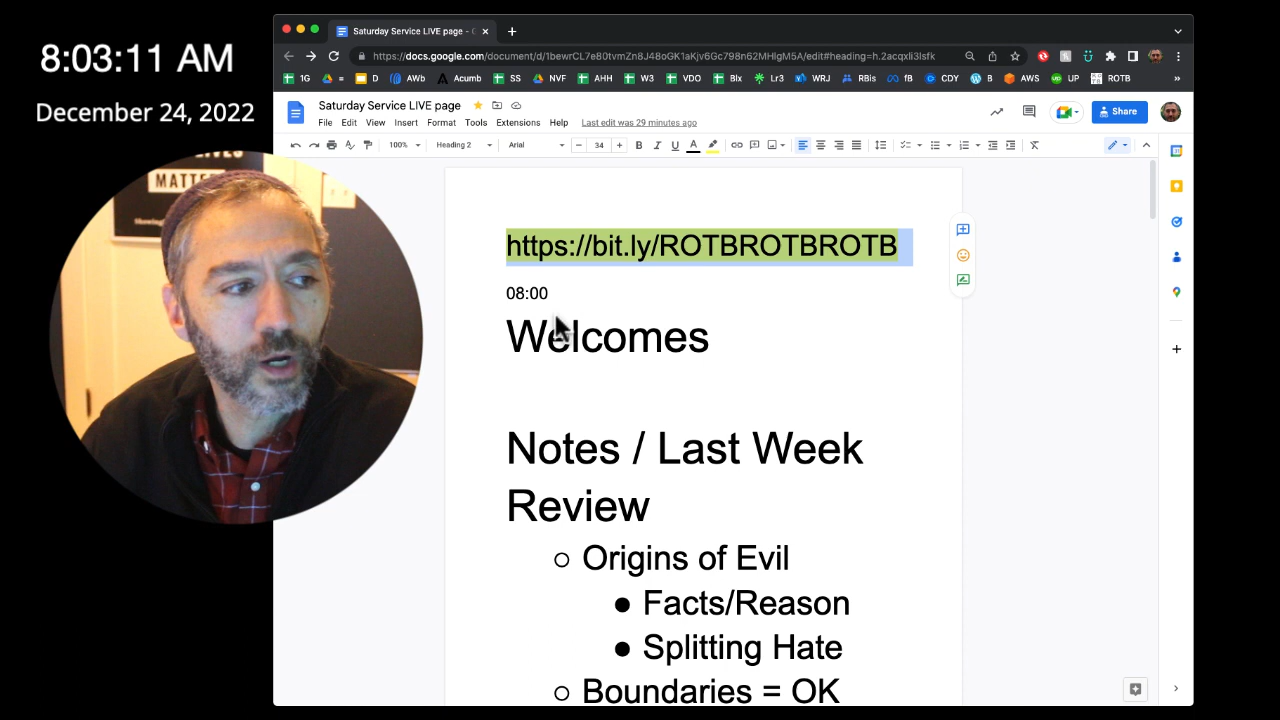 8:03:11 AM
December 24, 2022
LIVES
MATTER
Saturday Service LIVE page - G
https://docs.google.com/document/d/1bewrCL7e80tvmZn8J48oGK1aKjv6Gc798n62MHlgM5A/edit#heading=h.2acqxli3lsfk
1G = D AWb Acumb SS NVF AHH W3 VDO Blx Lr3 WRJ RBis fB CDY B AWS UP ROTB »
Saturday Service LIVE page
File Edit View Insert Format Tools Extensions Help Last edit was 29 minutes ago
Share
100% Heading 2 Arial - 34 + B I U A
https://bit.ly/ROTBROTBROTB
08:00
Welcomes
Notes / Last Week
Review
Origins of Evil
Facts/Reason
Splitting Hate
Boundaries = OK